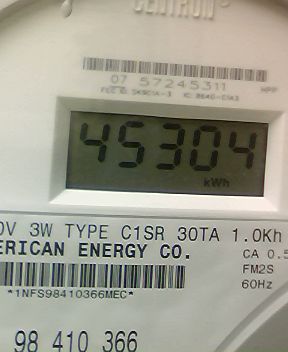 CENTRON
07 57245311
45304
kWh
0V 3W TYPE C1SR 30TA 1.0Kh
ERICAN ENERGY CO.
CA 0.5
FM2S
60Hz
*1NFS98410366MEC*
98 410 366